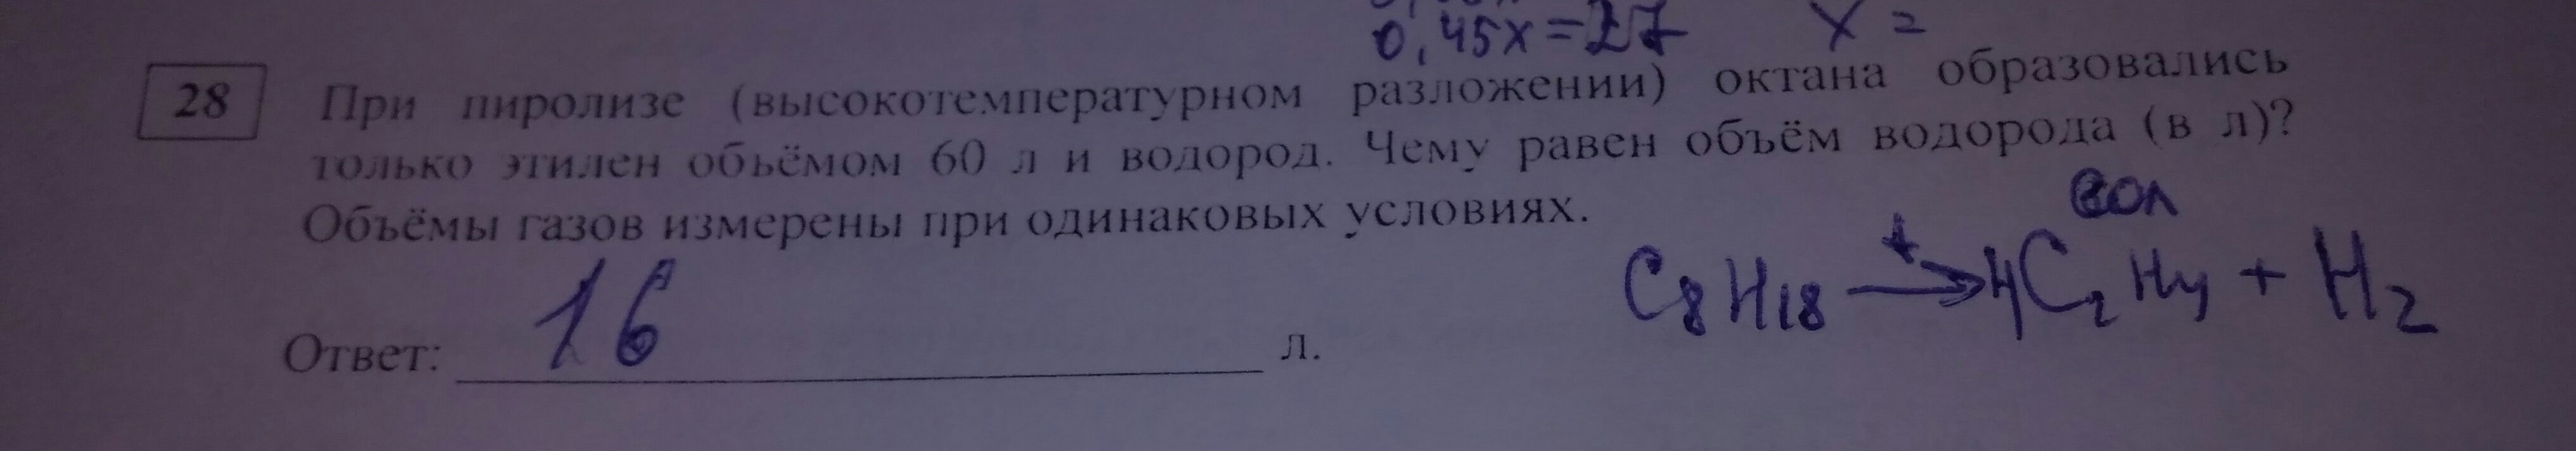 0,45x=27 x =
28 При пиролизе (высокотемпературном разложении) октана образовались
только этилен объёмом 60 л и водород. Чему равен объём водорода (в л)?
Объёмы газов измерены при одинаковых условиях.
60л
C₈H₁₈ —t→ 4C₂H₄ + H₂
Ответ: 16 л.